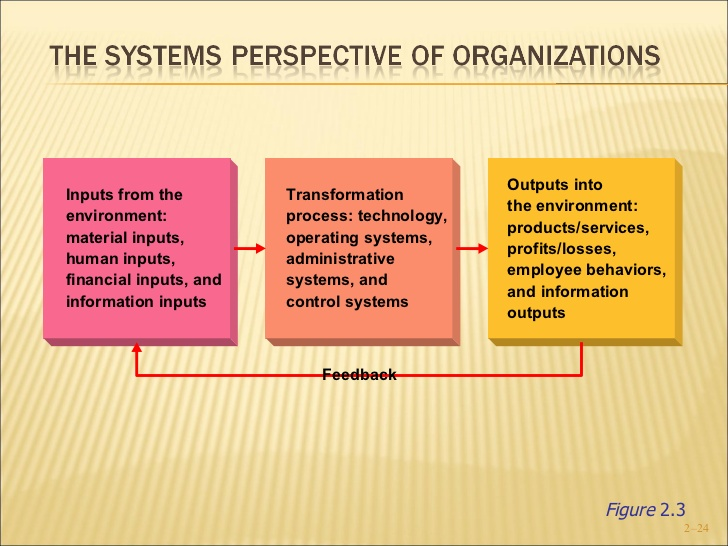 THE SYSTEMS PERSPECTIVE OF ORGANIZATIONS
Inputs from the
environment:
material inputs,
human inputs,
financial inputs, and
information inputs
Transformation
process: technology,
operating systems,
administrative
systems, and
control systems
Outputs into
the environment:
products/services,
profits/losses,
employee behaviors,
and information
outputs
Feedback
Figure 2.3
2–24